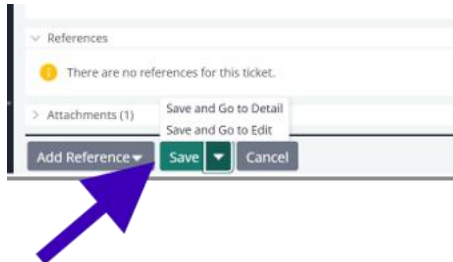 References
There are no references for this ticket.
Attachments (1)
Save and Go to Detail
Save and Go to Edit
Add Reference
Save
Cancel